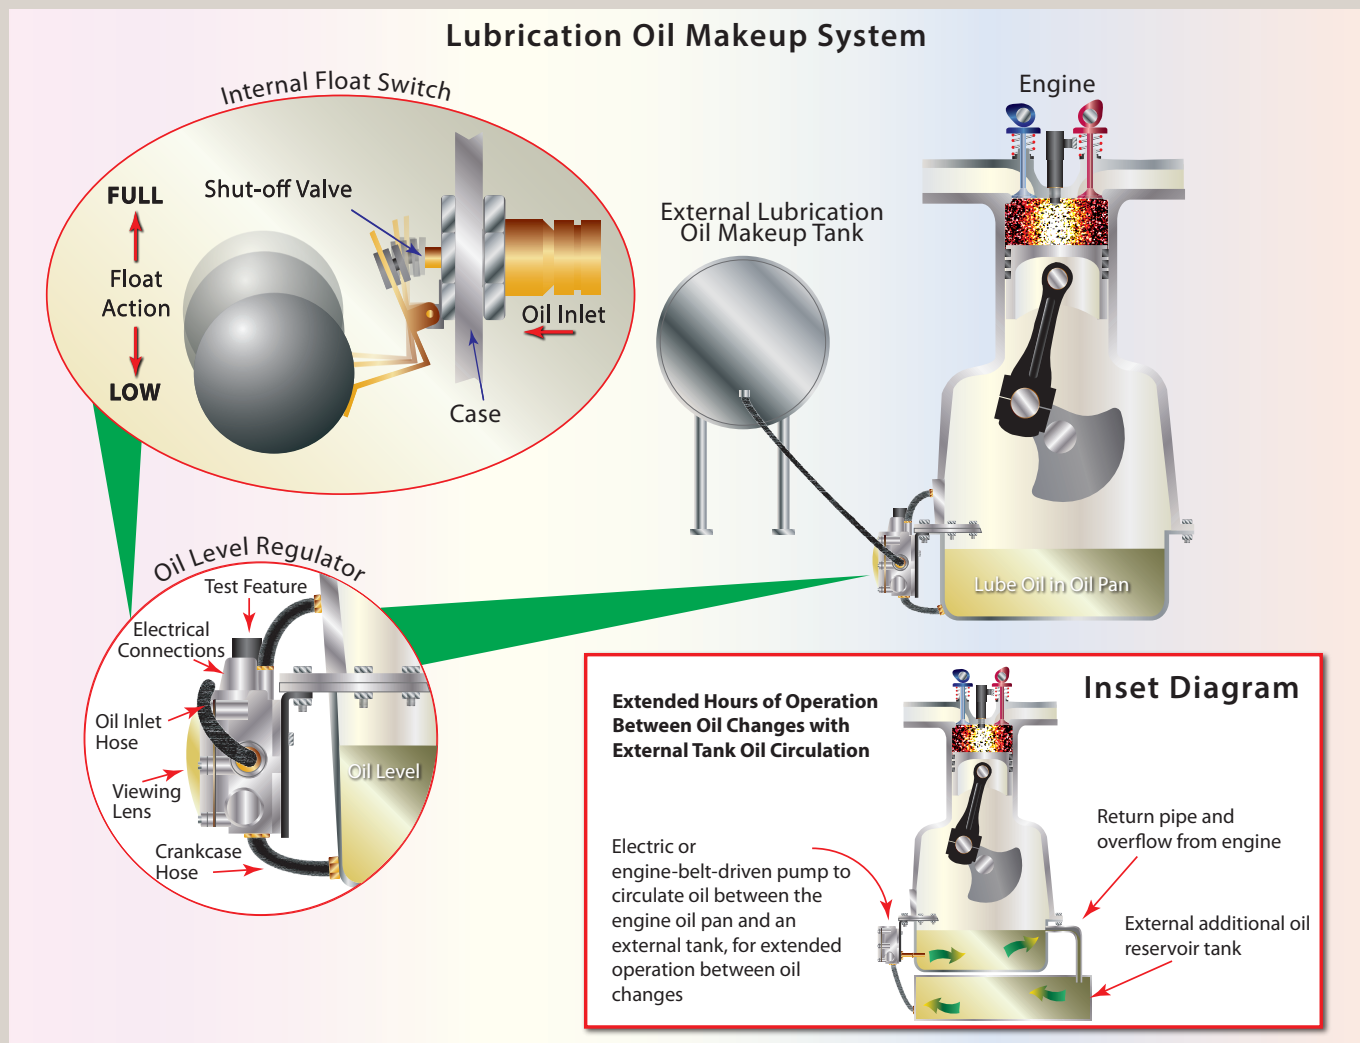 Lubrication Oil Makeup System
Internal Float Switch
FULL
Float
Action
LOW
Shut-off Valve
Oil Inlet
Case
External Lubrication
Oil Makeup Tank
Engine
Lube Oil in Oil Pan
Oil Level Regulator
Test Feature
Electrical
Connections
Oil Inlet
Hose
Viewing
Lens
Crankcase
Hose
Oil Level
Inset Diagram
Extended Hours of Operation
Between Oil Changes with
External Tank Oil Circulation
Electric or
engine-belt-driven pump to
circulate oil between the
engine oil pan and an
external tank, for extended
operation between oil
changes
Return pipe and
overflow from engine
External additional oil
reservoir tank